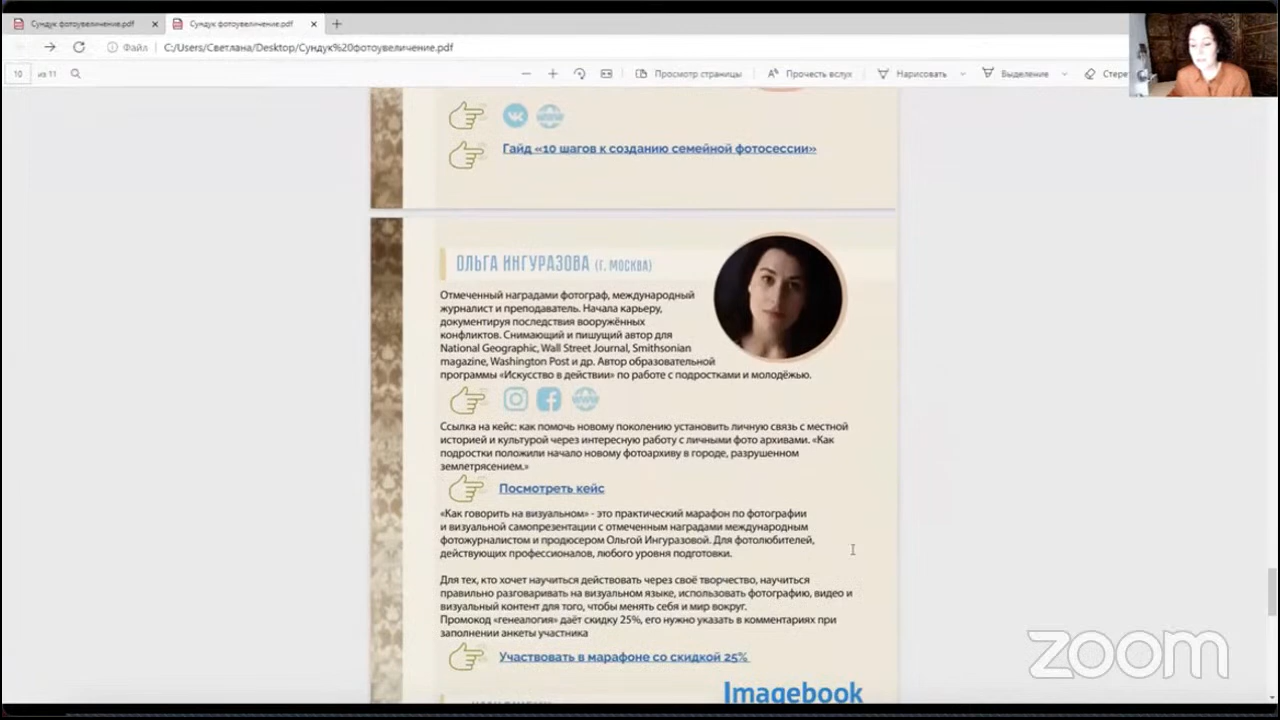 Сундук фотоувеличение.pdf
Сундук фотоувеличение.pdf
Файл
C:/Users/Светлана/Desktop/Сундук%20фотоувеличение.pdf
10 из 11
Просмотр страницы
Прочесть вслух
Нарисовать
Выделение
Стере
www
Гайд «10 шагов к созданию семейной фотосессии»
ОЛЬГА ИНГУРАЗОВА (Г. МОСКВА)
Отмеченный наградами фотограф, международный
журналист и преподаватель. Начала карьеру,
документируя последствия вооружённых
конфликтов. Снимающий и пишущий автор для
National Geographic, Wall Street Journal, Smithsonian
magazine, Washington Post и др. Автор образовательной
программы «Искусство в действии» по работе с подростками и молодёжью.
www
Ссылка на кейс: как помочь новому поколению установить личную связь с местной
историей и культурой через интересную работу с личными фото архивами. «Как
подростки положили начало новому фотоархиву в городе, разрушенном
землетрясением.»
Посмотреть кейс
«Как говорить на визуальном» - это практический марафон по фотографии
и визуальной самопрезентации с отмеченным наградами международным
фотожурналистом и продюсером Ольгой Ингуразовой. Для фотолюбителей,
действующих профессионалов, любого уровня подготовки.
Для тех, кто хочет научиться действовать через своё творчество, научиться
правильно разговаривать на визуальном языке, использовать фотографию, видео и
визуальный контент для того, чтобы менять себя и мир вокруг.
Промокод «генеалогия» даёт скидку 25%, его нужно указать в комментариях при
заполнении анкеты участника
Участвовать в марафоне со скидкой 25%
Imagebook
zoom